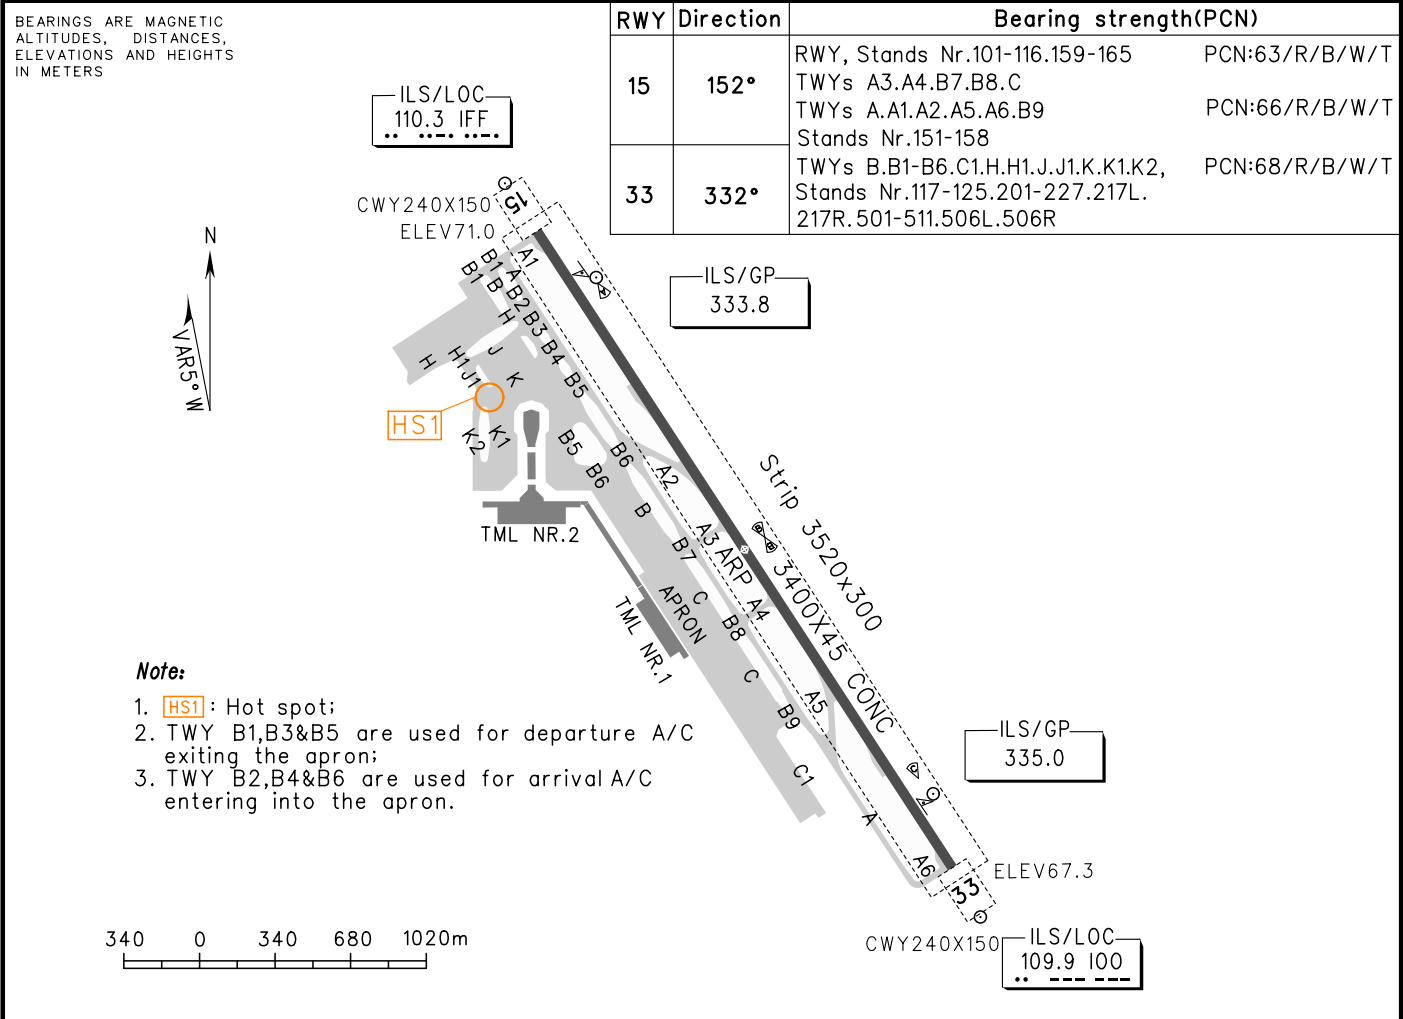 BEARINGS ARE MAGNETIC
ALTITUDES, DISTANCES,
ELEVATIONS AND HEIGHTS
IN METERS
RWY Direction Bearing strength(PCN)
15 152°
RWY, Stands Nr.101-116.159-165 PCN:63/R/B/W/T
TWYs A3.A4.B7.B8.C
TWYs A.A1.A2.A5.A6.B9 PCN:66/R/B/W/T
Stands Nr.151-158
33 332°
TWYs B.B1-B6.C1.H.H1.J.J1.K.K1.K2, PCN:68/R/B/W/T
Stands Nr.117-125.201-227.217L.
217R.501-511.506L.506R
ILS/LOC
110.3 IFF
CWY240X150
ELEV71.0
15
N
VAR5°W
ILS/GP
333.8
A1
B1
B1
A
B
B2
H
B3
B4
B5
H
H1
J1
J
K
HS1
K2
K1
B5
B6
B6
A2
B
A3
B7
ARP
A4
C
B8
APRON
C
A5
B9
C1
A
A6
TML NR.2
TML NR.1
Strip 3520x300
3400X45 CONC
B
B
A
A
C
ILS/GP
335.0
ELEV67.3
33
CWY240X150
ILS/LOC
109.9 IOO
Note:
1. HS1 : Hot spot;
2. TWY B1,B3&B5 are used for departure A/C
exiting the apron;
3. TWY B2,B4&B6 are used for arrival A/C
entering into the apron.
340 0 340 680 1020m